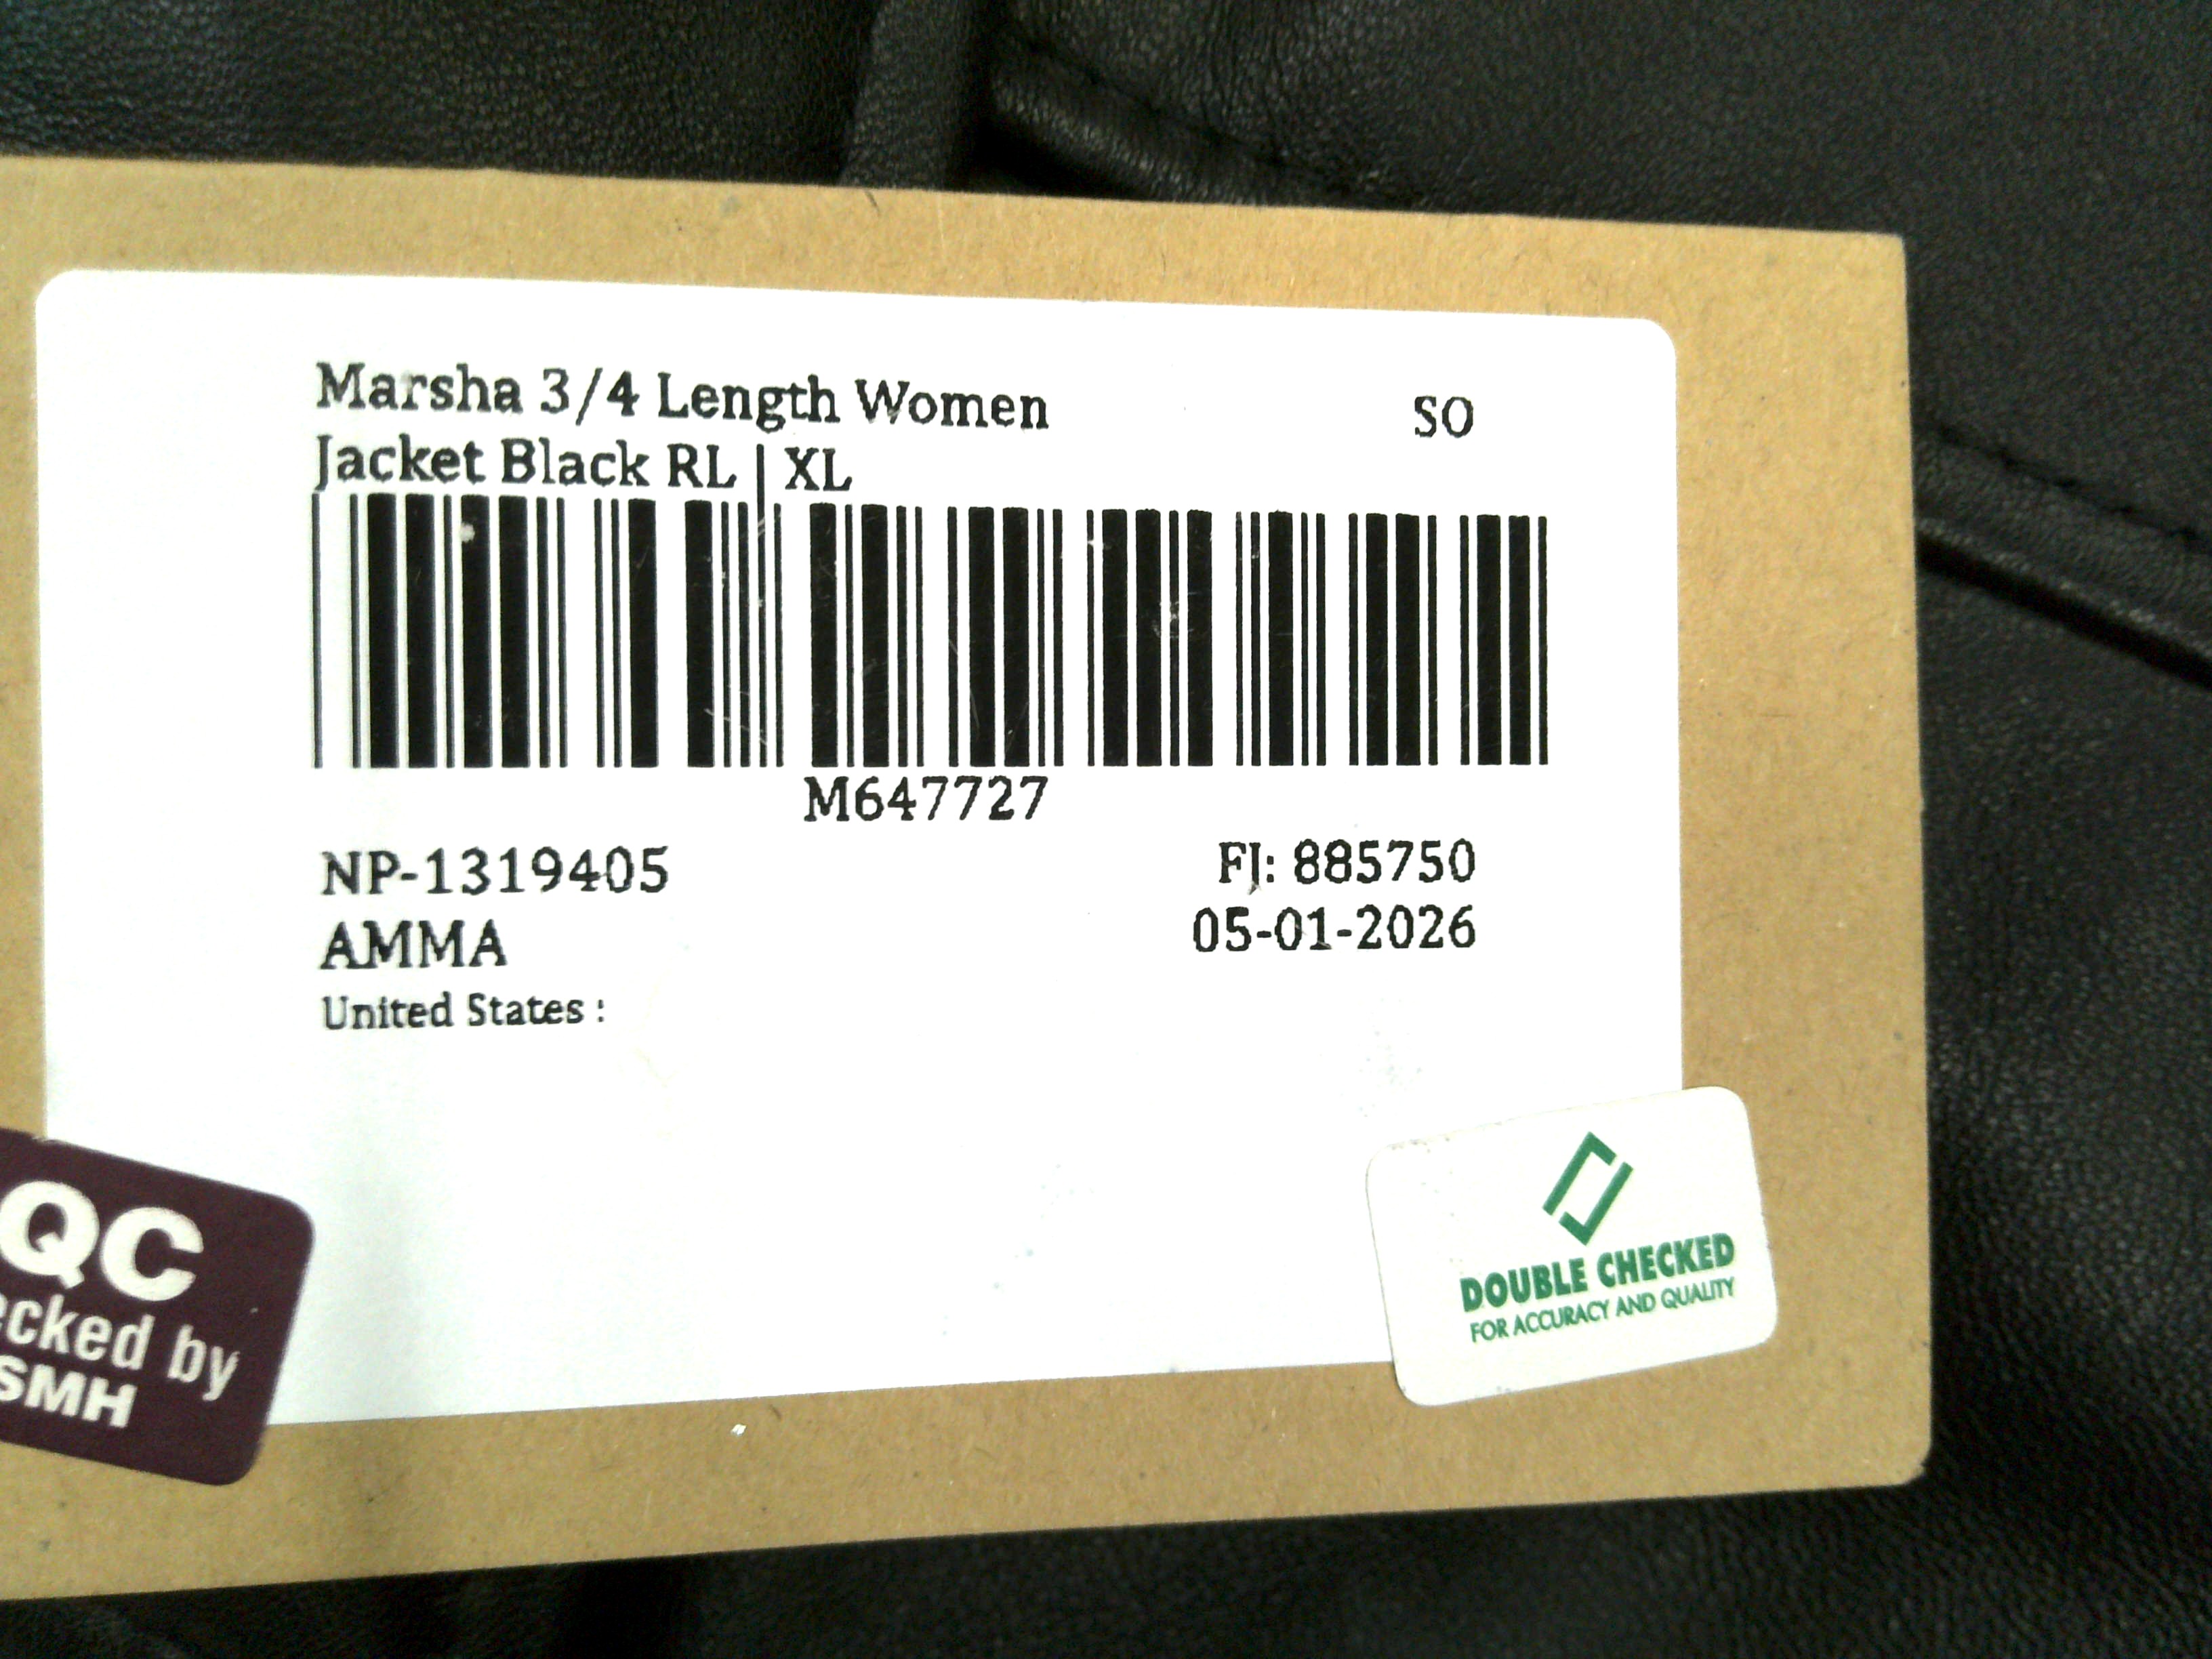 Marsha 3/4 Length Women
Jacket Black RL | XL
SO
M647727
NP-1319405
FJ: 885750
AMMA
05-01-2026
United States :
QC
ecked by
SMH
DOUBLE CHECKED
FOR ACCURACY AND QUALITY